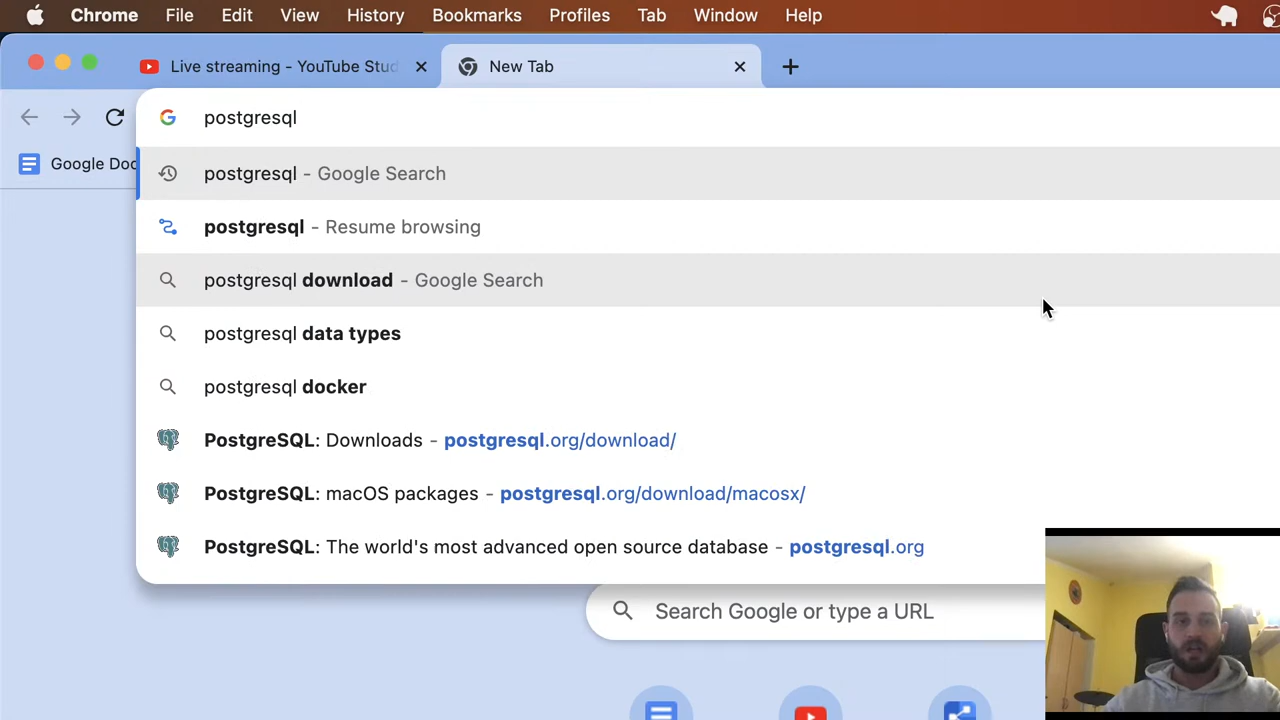 Chrome File Edit View History Bookmarks Profiles Tab Window Help
Live streaming - YouTube Stu
New Tab
postgresql
Google Doc
postgresql - Google Search
postgresql - Resume browsing
postgresql download - Google Search
postgresql data types
postgresql docker
PostgreSQL: Downloads - postgresql.org/download/
PostgreSQL: macOS packages - postgresql.org/download/macosx/
PostgreSQL: The world's most advanced open source database - postgresql.org
Search Google or type a URL